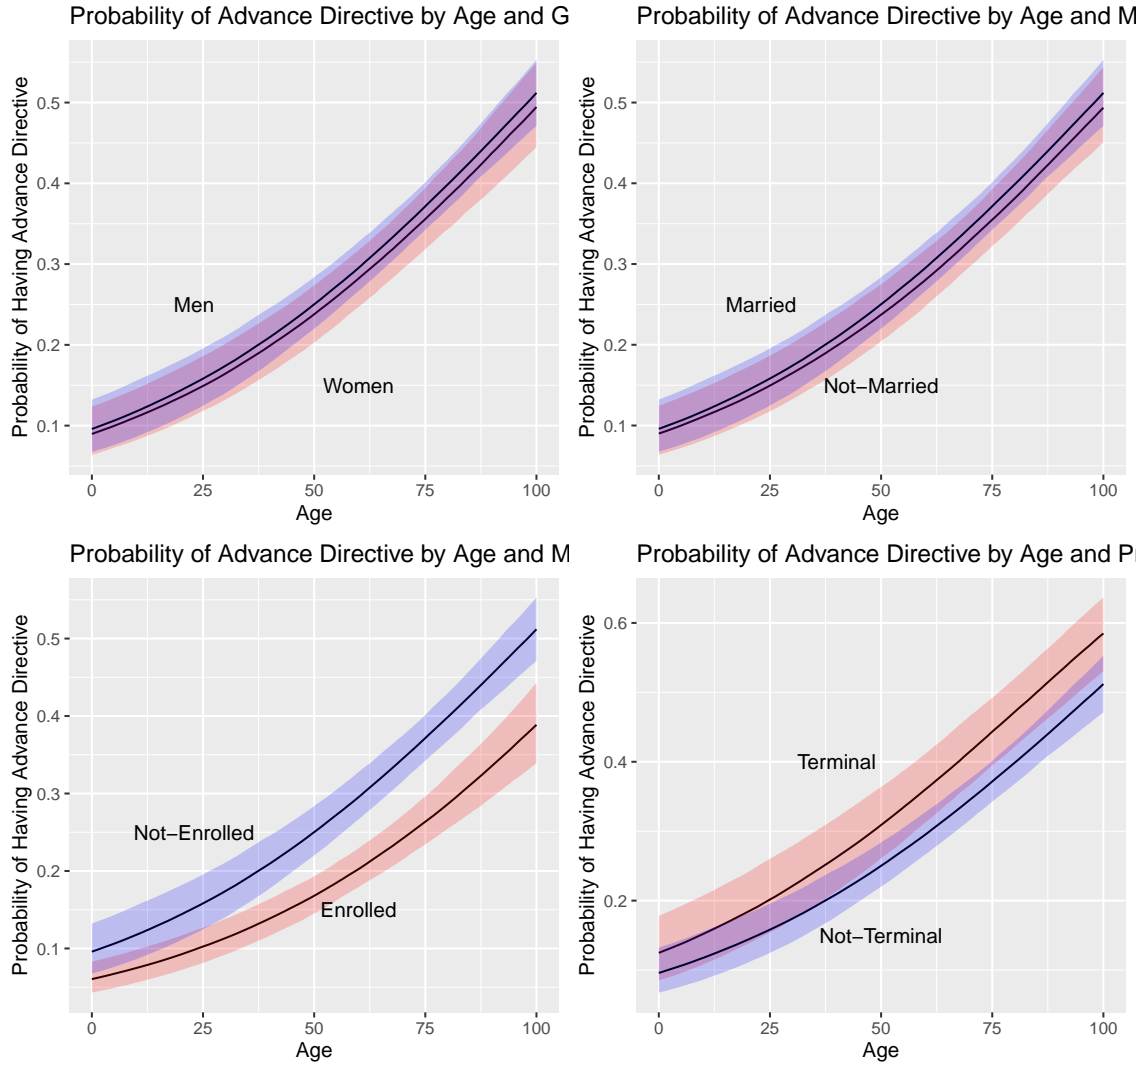 Probability of Advance Directive by Age and G
Probability of Having Advance Directive
0.5
0.4
0.3
0.2
0.1
Men
Women
0 25 50 75 100
Age
Probability of Advance Directive by Age and M
Probability of Having Advance Directive
0.5
0.4
0.3
0.2
0.1
Married
Not−Married
0 25 50 75 100
Age
Probability of Advance Directive by Age and M
Probability of Having Advance Directive
0.5
0.4
0.3
0.2
0.1
Not−Enrolled
Enrolled
0 25 50 75 100
Age
Probability of Advance Directive by Age and P
Probability of Having Advance Directive
0.6
0.4
0.2
Terminal
Not−Terminal
0 25 50 75 100
Age